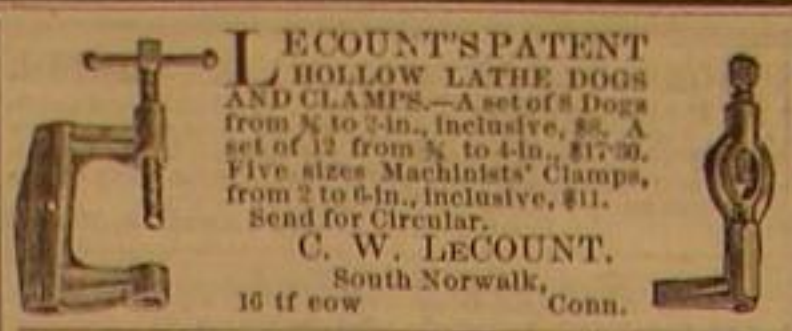 LECOUNT'S PATENT
HOLLOW LATHE DOGS
AND CLAMPS.—A set of 8 Dogs
from ⅜ to 2-in., inclusive, $8. A
set of 12 from ⅜ to 4-in., $17·30.
Five sizes Machinists' Clamps,
from 2 to 6-in., inclusive, $11.
Send for Circular.
C. W. LECOUNT.
South Norwalk,
16 tf eow Conn.